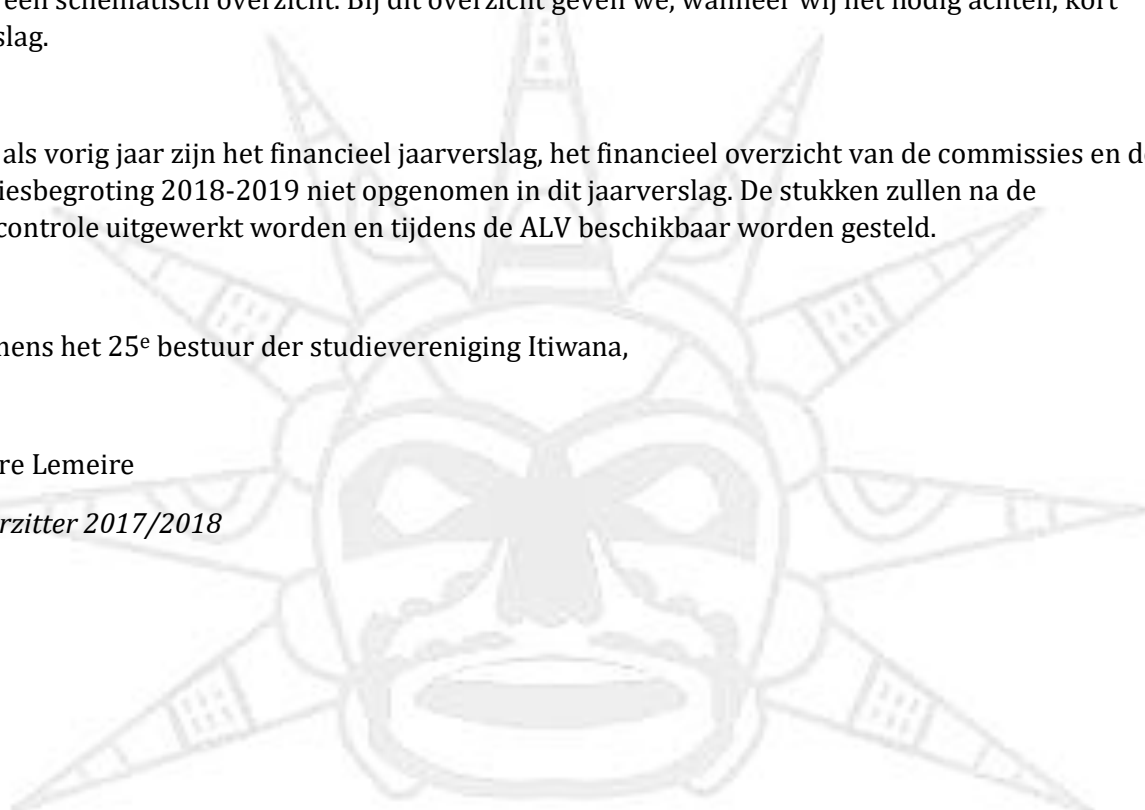 een schematisch overzicht. Bij dit overzicht geven we, wanneer wij het nodig achten, kort
slag.
als vorig jaar zijn het financieel jaarverslag, het financieel overzicht van de commissies en de
iesbegroting 2018-2019 niet opgenomen in dit jaarverslag. De stukken zullen na de
controle uitgewerkt worden en tijdens de ALV beschikbaar worden gesteld.
nens het 25e bestuur der studievereniging Itiwana,
re Lemeire
rzitter 2017/2018